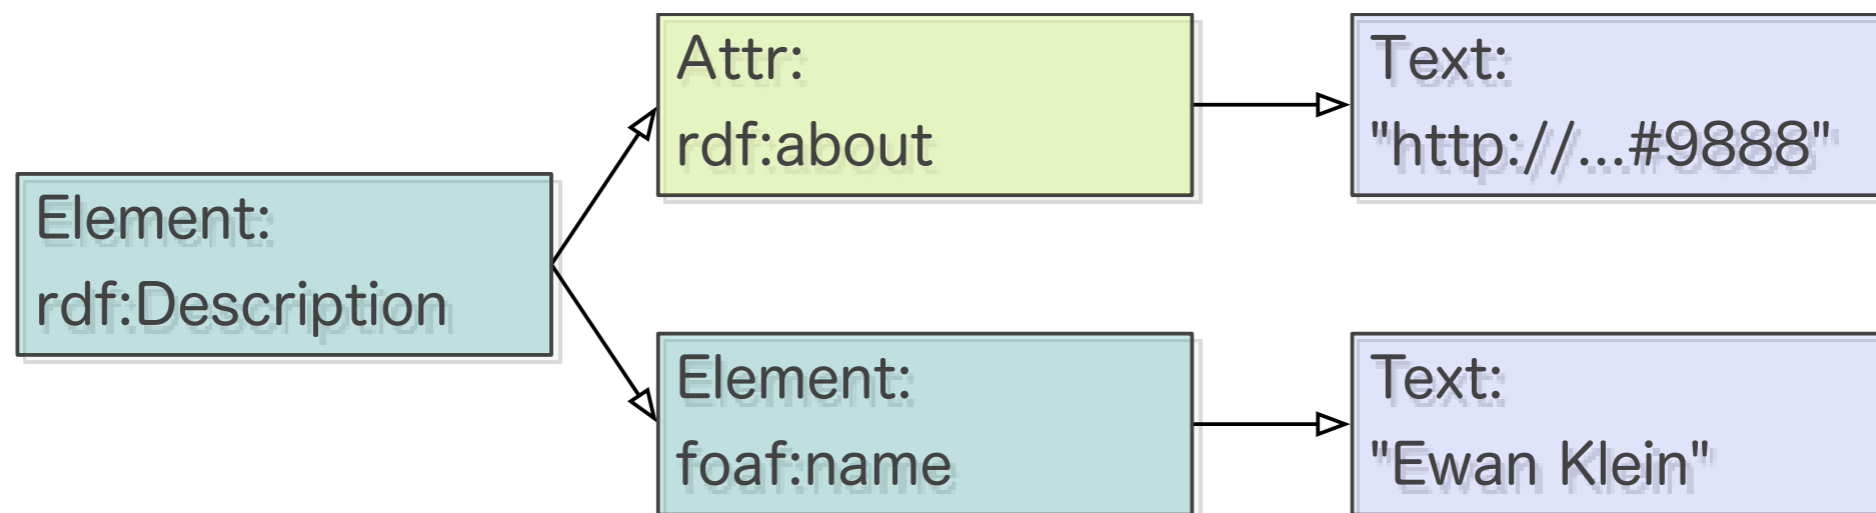 Element:
rdf:Description
Attr:
rdf:about
Text:
"http://...#9888"
Element:
foaf:name
Text:
"Ewan Klein"